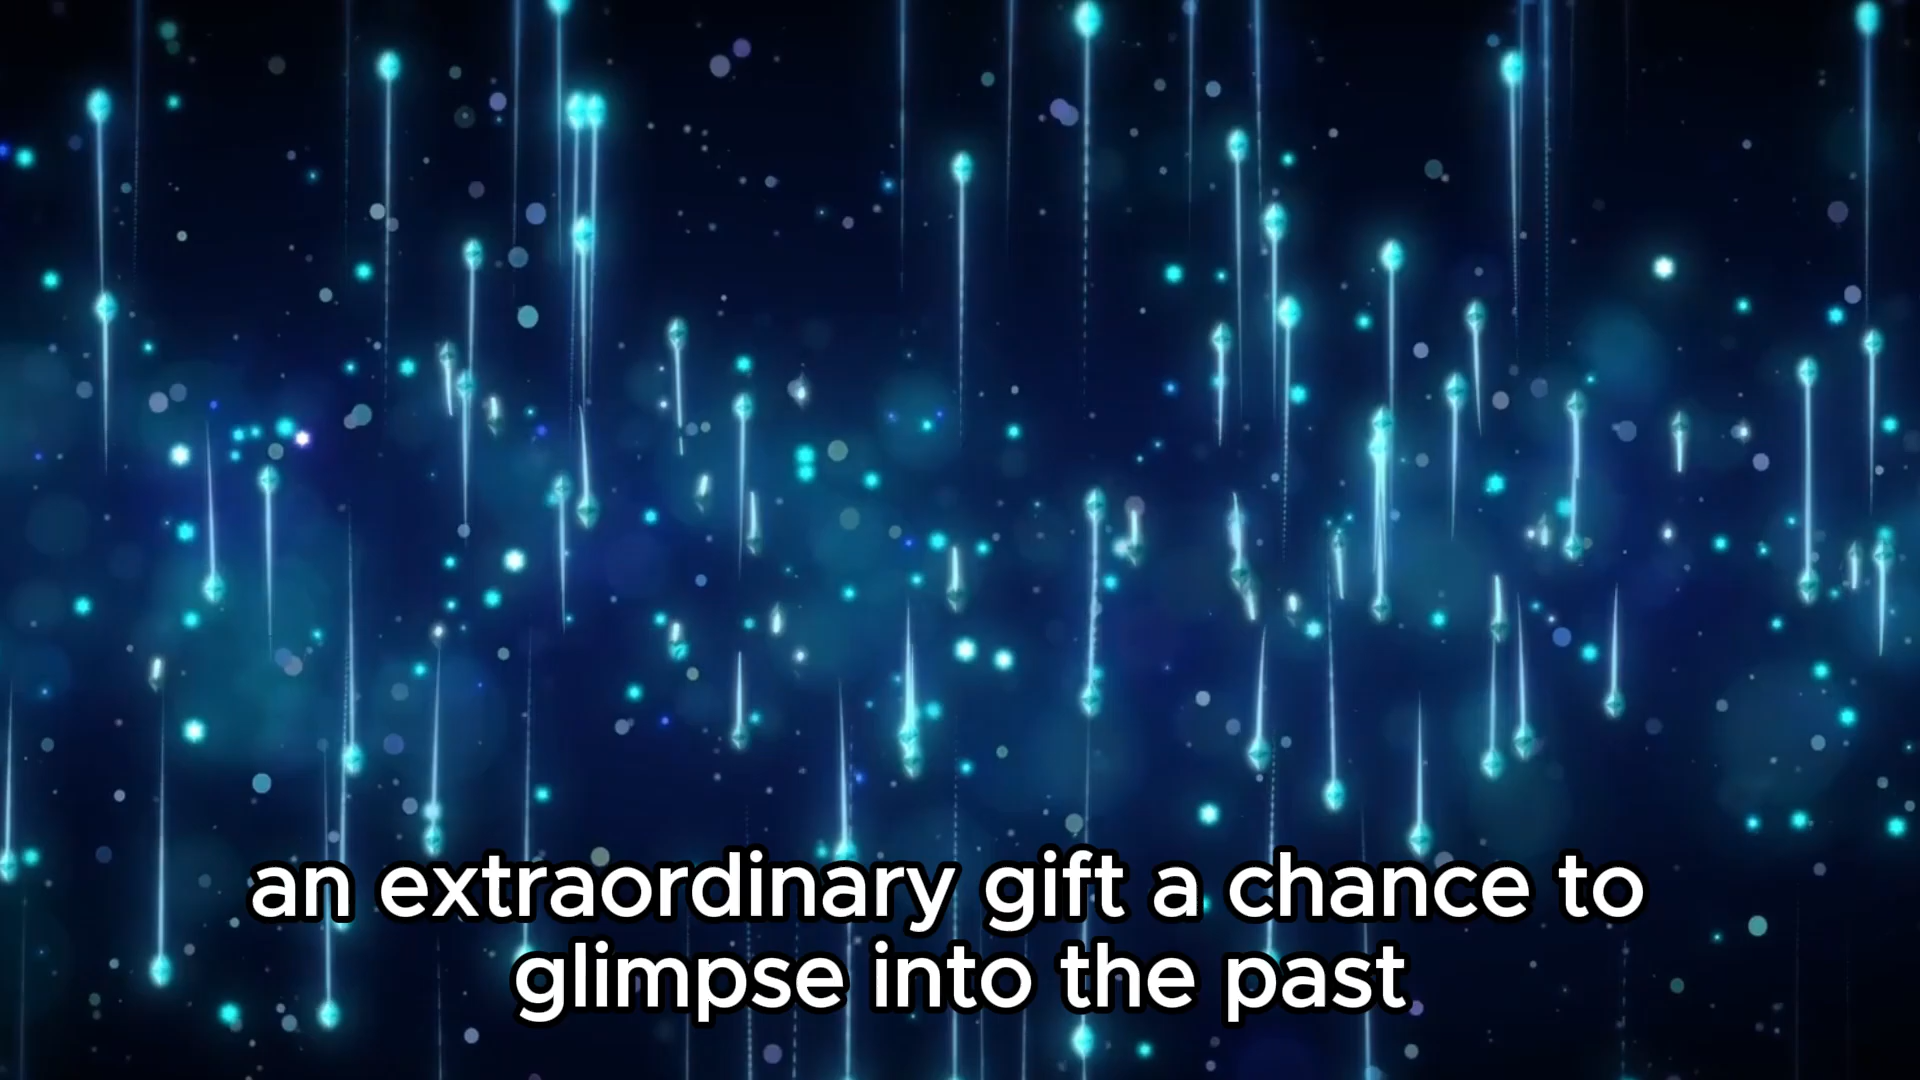 an extraordinary gift a chance to
glimpse into the past